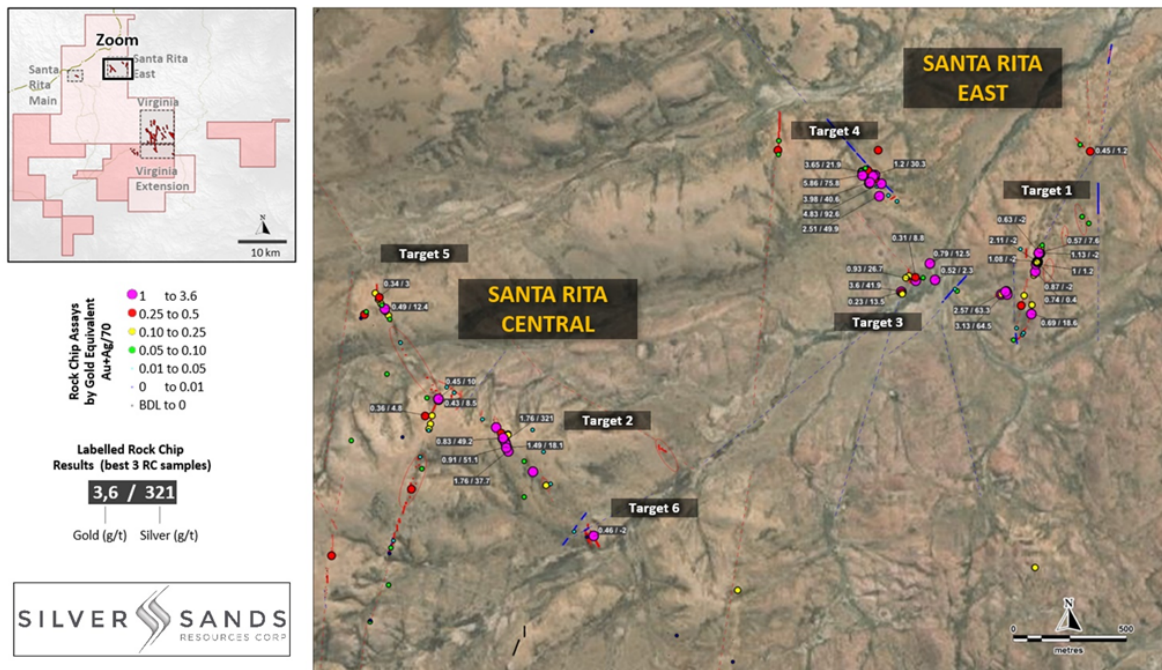 Zoom
Santa Rita Main
Santa Rita East
Virginia
Virginia Extension
N
10 km
Rock Chip Assays
by Gold Equivalent
Au+Ag/70
1 to 3.6
0.25 to 0.5
0.10 to 0.25
0.05 to 0.10
0.01 to 0.05
0 to 0.01
BDL to 0
Labelled Rock Chip
Results (best 3 RC samples)
3,6 / 321
Gold (g/t) Silver (g/t)
SILVER SANDS
RESOURCES CORP
SANTA RITA
EAST
Target 4
3.65 / 21.9
1.2 / 30.3
5.86 / 75.8
3.98 / 40.6
4.83 / 92.6
2.51 / 49.9
0.45 / 1.2
Target 1
0.63 / -2
2.11 / -2
0.57 / 7.6
1.08 / -2
1.13 / -2
1 / 1.2
0.87 / -2
0.74 / 0.4
2.57 / 63.3
3.13 / 64.5
0.69 / 18.6
0.31 / 8.8
0.79 / 12.5
0.93 / 26.7
0.52 / 2.3
3.6 / 41.9
0.23 / 13.5
Target 3
Target 5
0.34 / 3
0.49 / 12.4
SANTA RITA
CENTRAL
0.45 / 10
0.43 / 8.5
0.36 / 4.8
Target 2
1.76 / 321
0.83 / 49.2
1.49 / 18.1
0.91 / 51.1
1.76 / 37.7
Target 6
0.46 / -2
N
0 500
metres